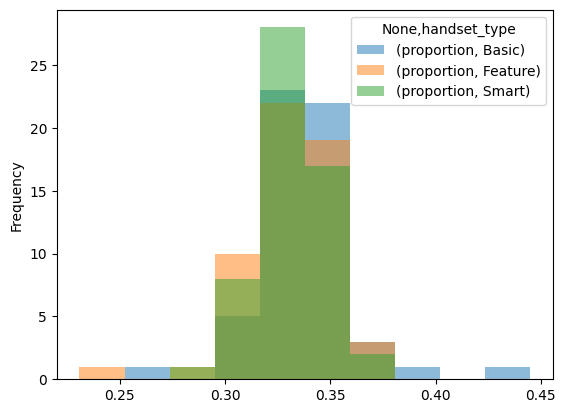 None,handset_type
(proportion, Basic)
(proportion, Feature)
(proportion, Smart)
Frequency
25
20
15
10
5
0
0.25
0.30
0.35
0.40
0.45